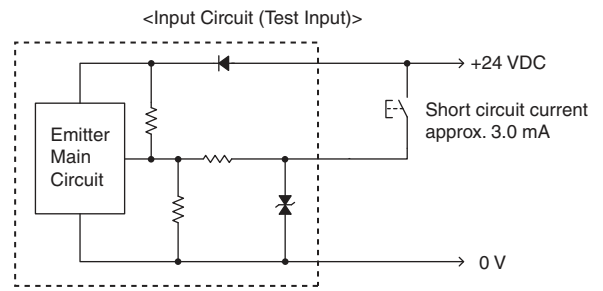 <Input Circuit (Test Input)>
+24 VDC
Short circuit current
approx. 3.0 mA
Emitter
Main
Circuit
0 V